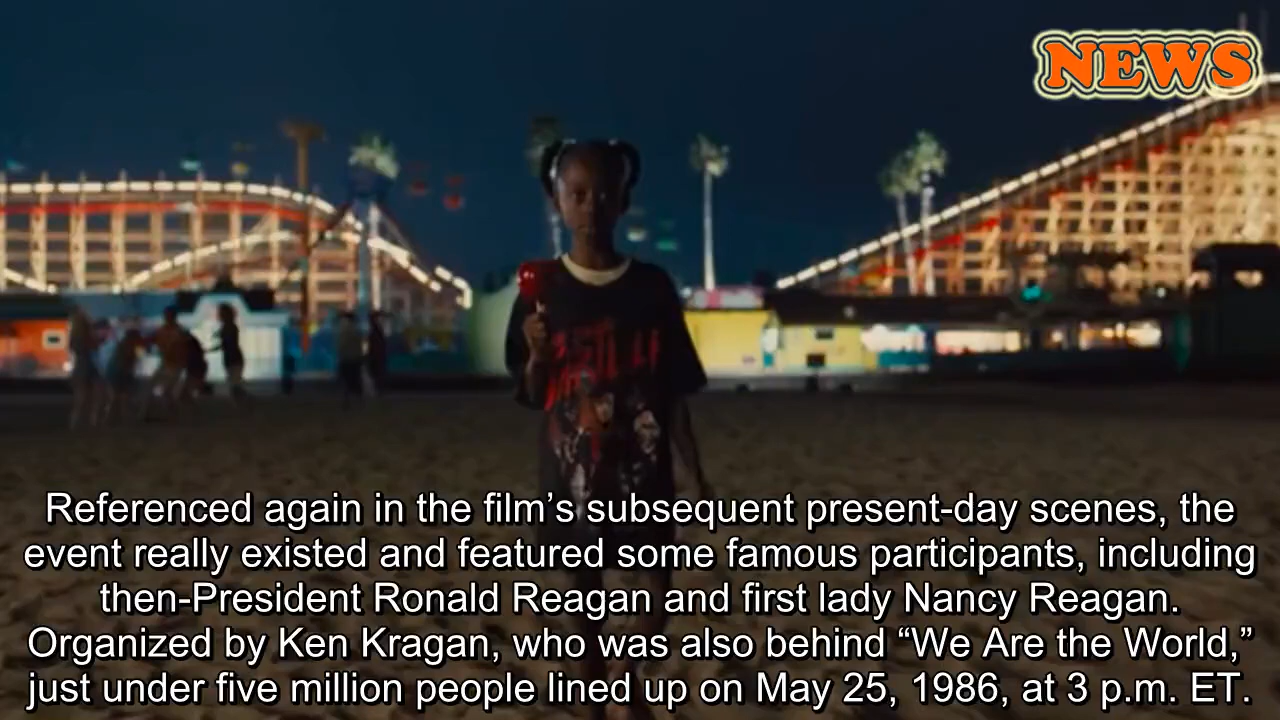 NEWS
Referenced again in the film’s subsequent present-day scenes, the
event really existed and featured some famous participants, including
then-President Ronald Reagan and first lady Nancy Reagan.
Organized by Ken Kragan, who was also behind “We Are the World,”
just under five million people lined up on May 25, 1986, at 3 p.m. ET.